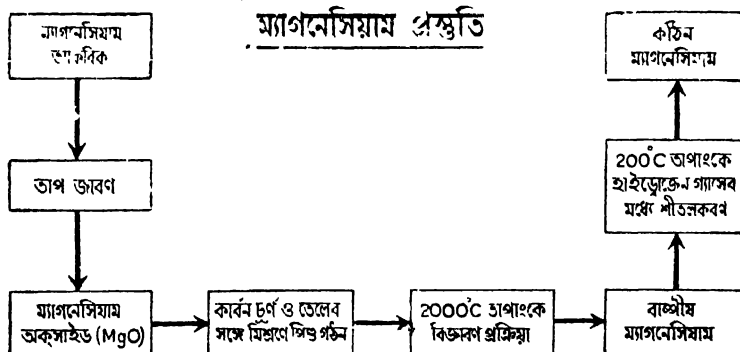 ম্যাগনেসিয়াম প্রস্তুতি
ম্যাগনেসিয়াম
আকরিক
তাপ জারণ
ম্যাগনেসিয়াম
অক্সাইড (MgO)
কার্বন চূর্ণ ও তেলের
সঙ্গে মিশ্রণে পিণ্ড গঠন
2000°C তাপাংকে
বিজারণ প্রক্রিয়া
বাষ্পীয়
ম্যাগনেসিয়াম
200°C তাপাংকে
হাইড্রোজেন গ্যাসের
মধ্যে শীতলকরণ
কঠিন
ম্যাগনেসিয়াম